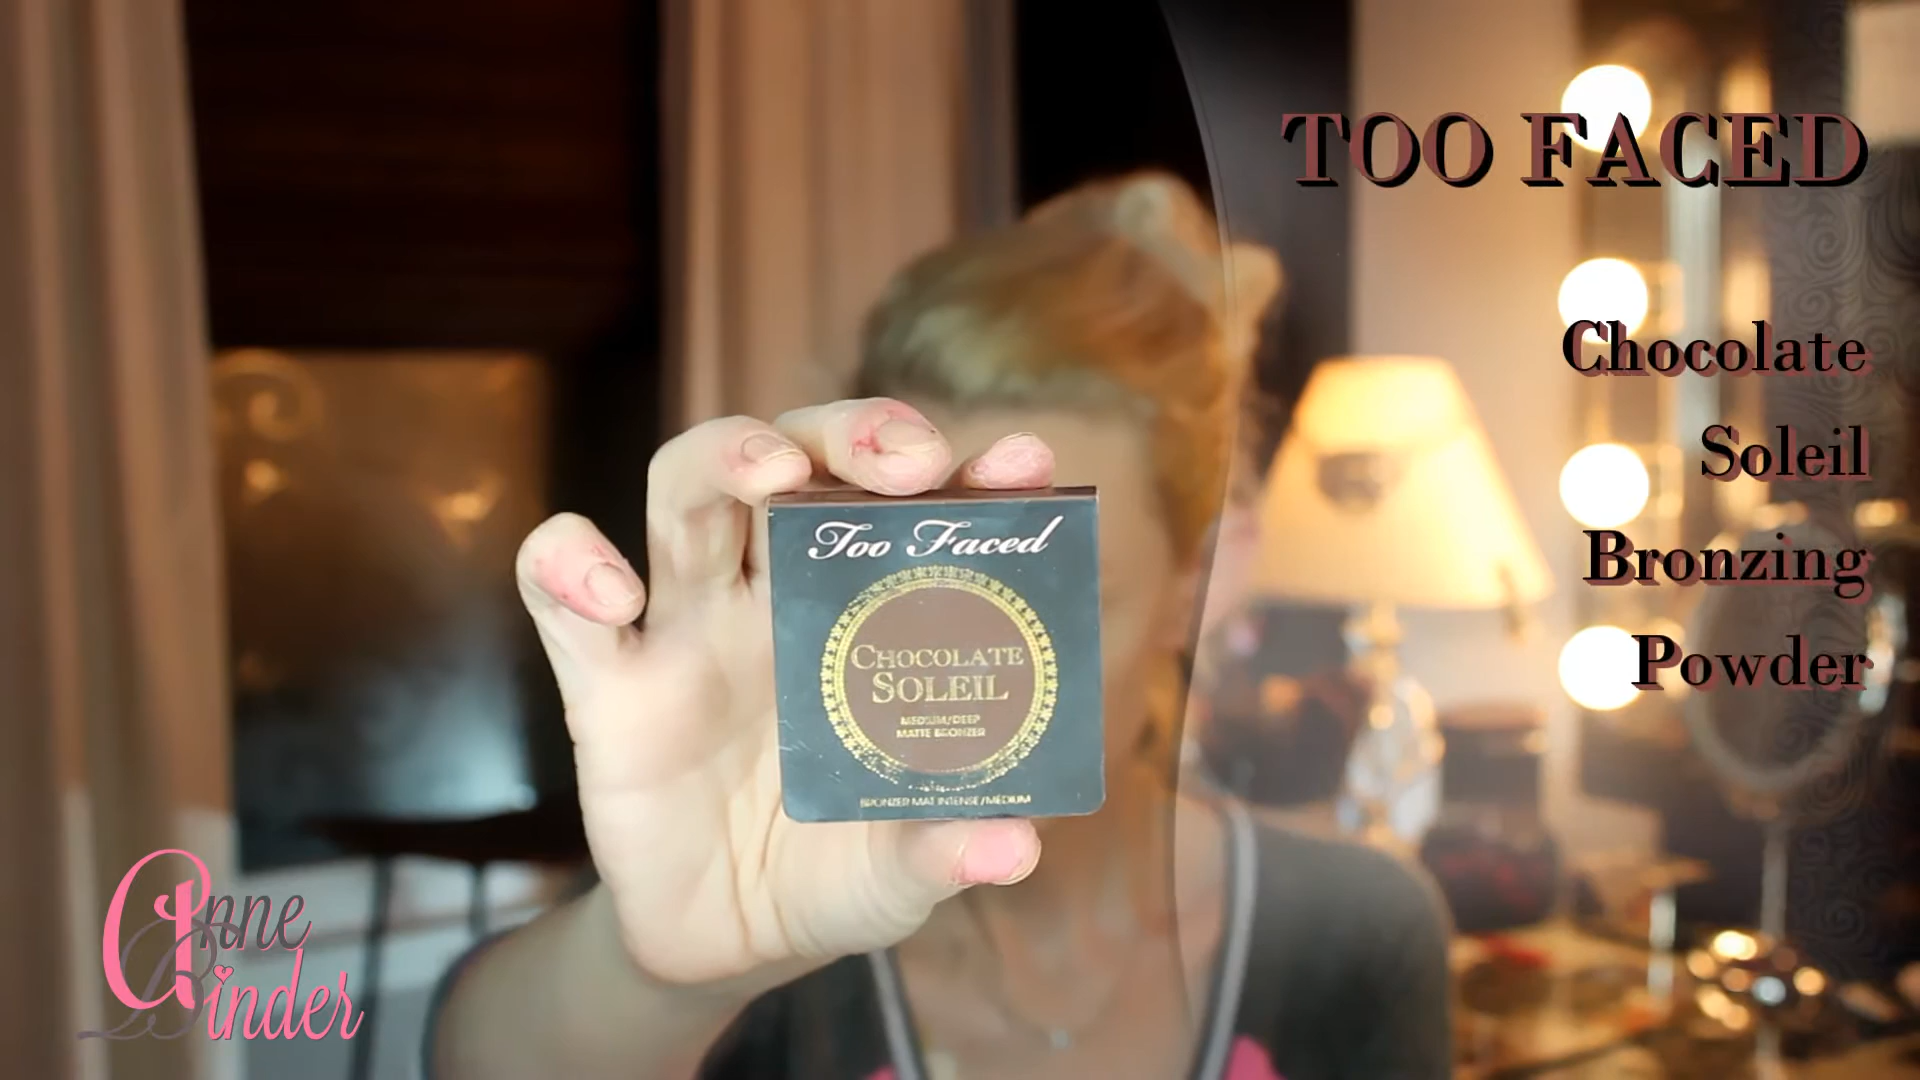 TOO FACED
Chocolate
Soleil
Bronzing
Powder
Too Faced
CHOCOLATE
SOLEIL
MEDIUM/DEEP
MATTE BRONZER
BRONZER MAT INTENSE/MEDIUM
Anne
Binder